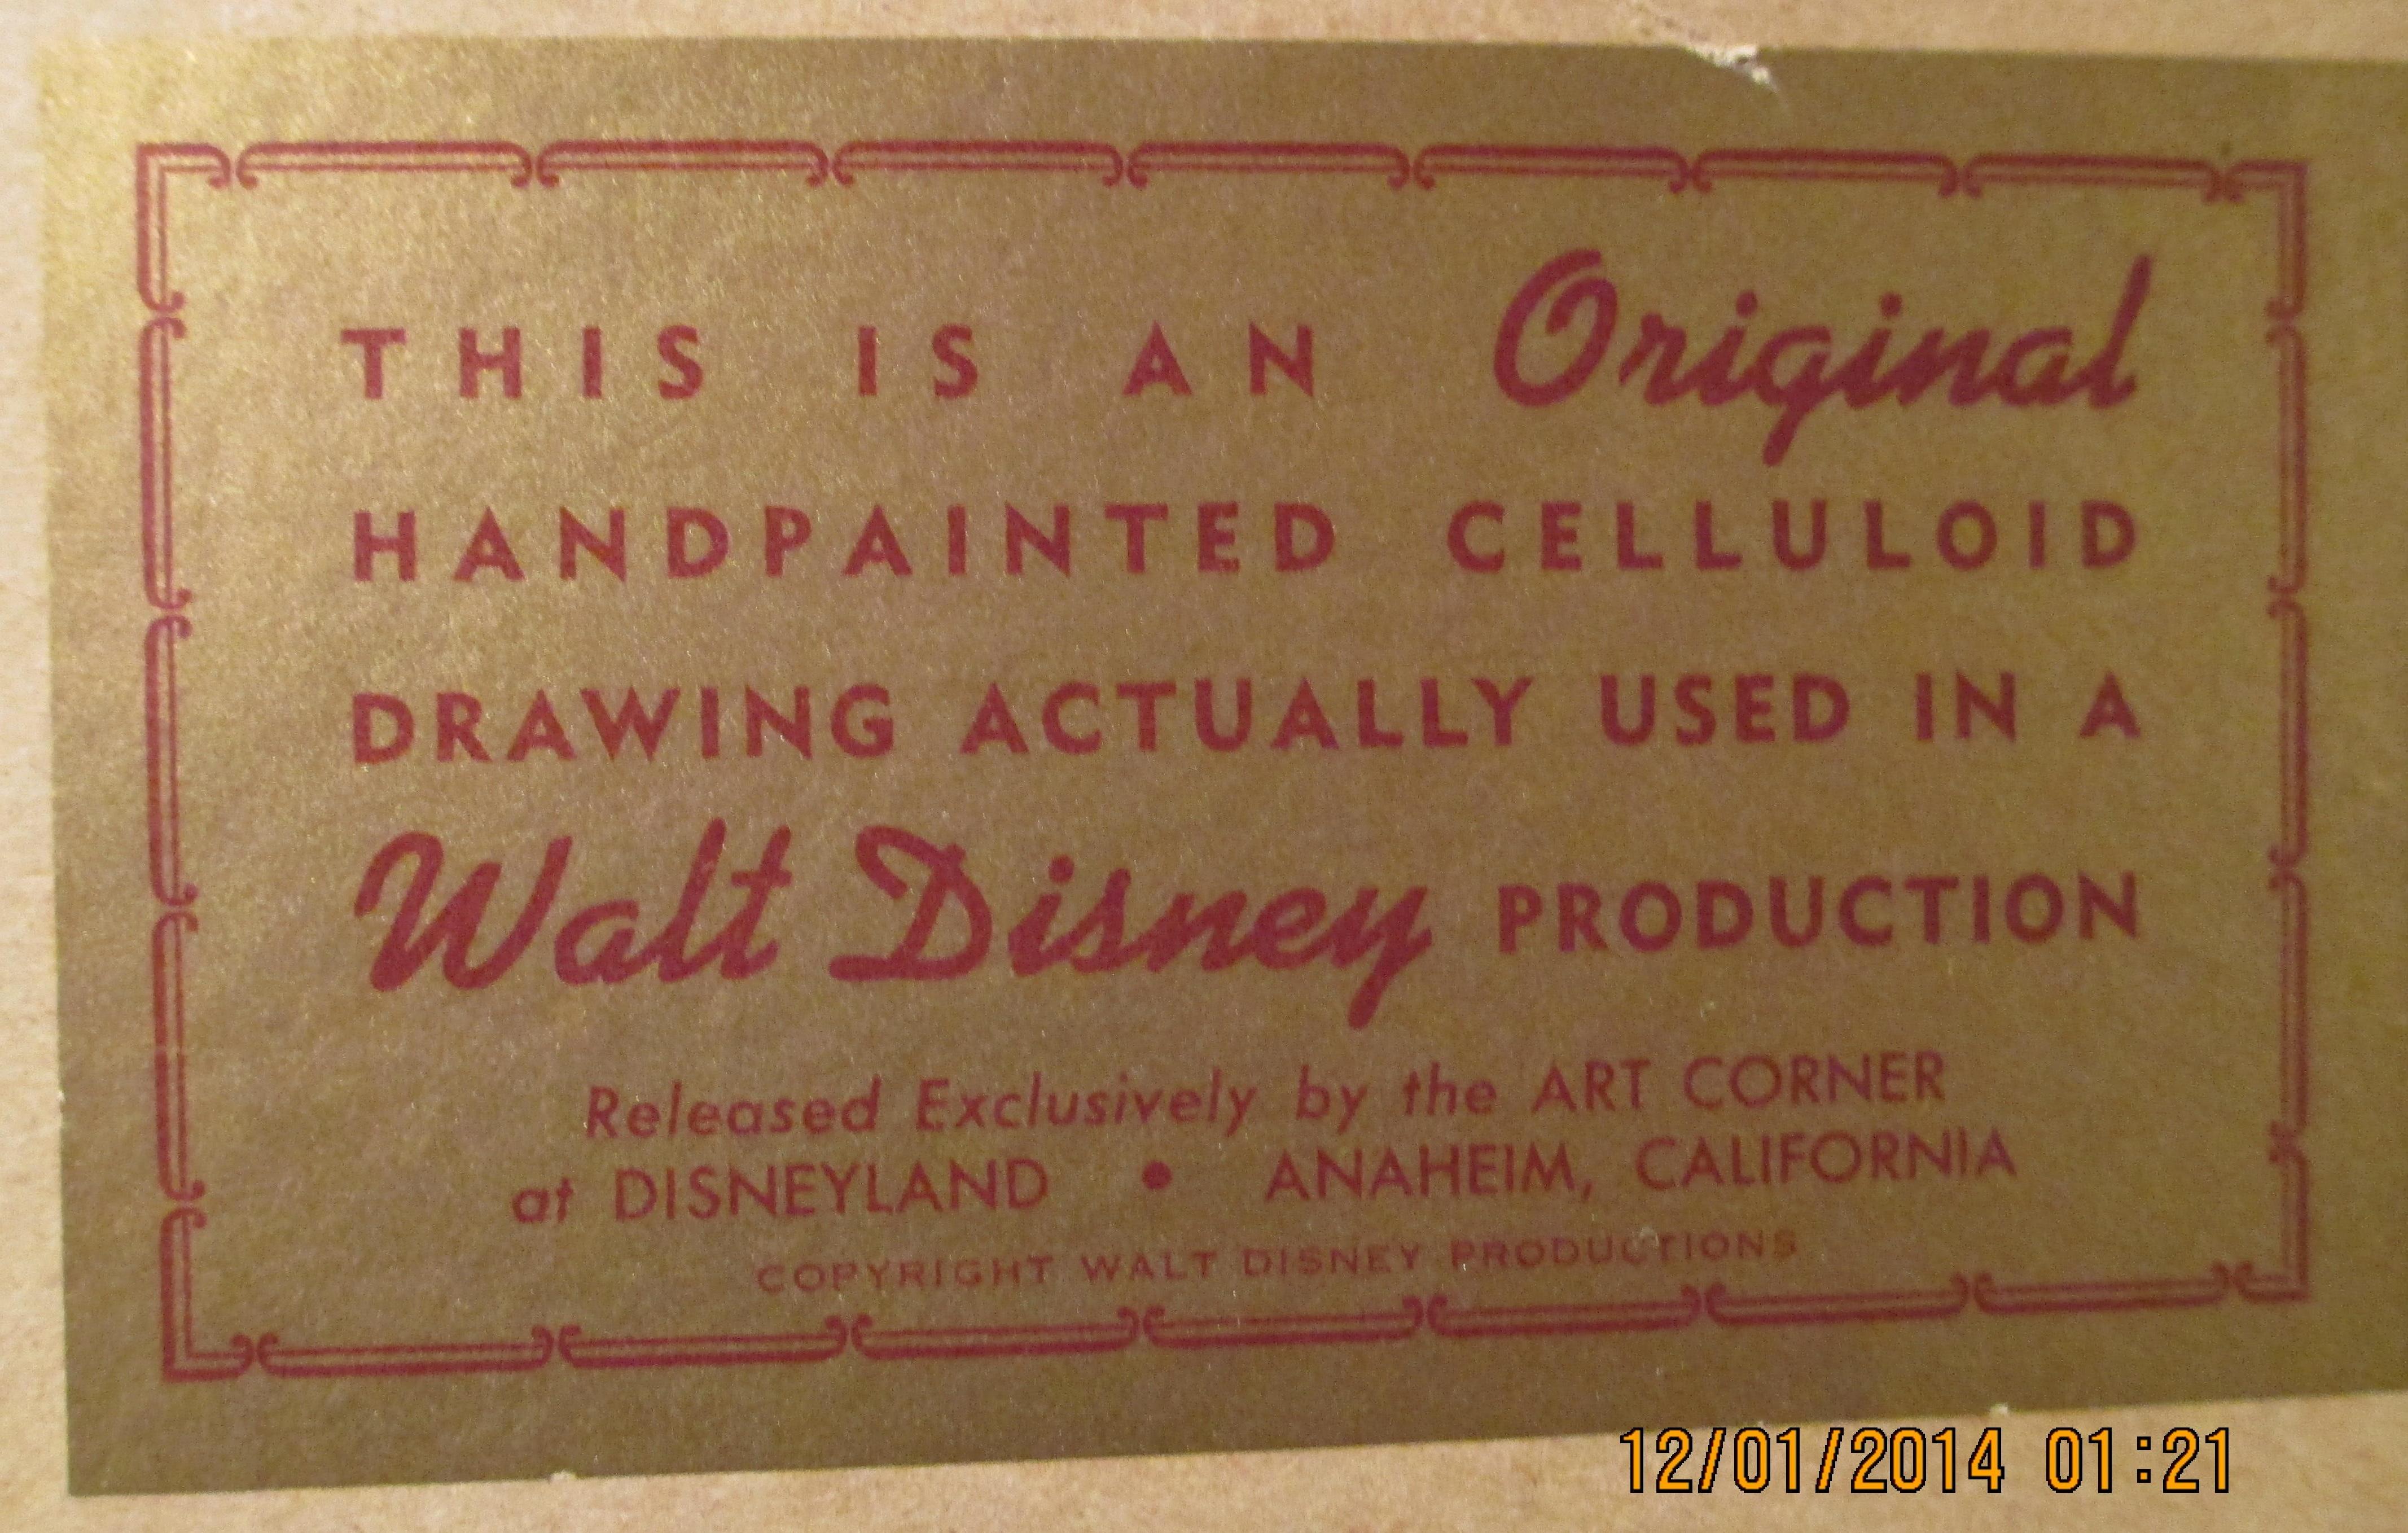 THIS IS AN Original
HANDPAINTED CELLULOID
DRAWING ACTUALLY USED IN A
Walt Disney PRODUCTION
Released Exclusively by the ART CORNER
at DISNEYLAND • ANAHEIM, CALIFORNIA
COPYRIGHT WALT DISNEY PRODUCTIONS
12/01/2014 01:21